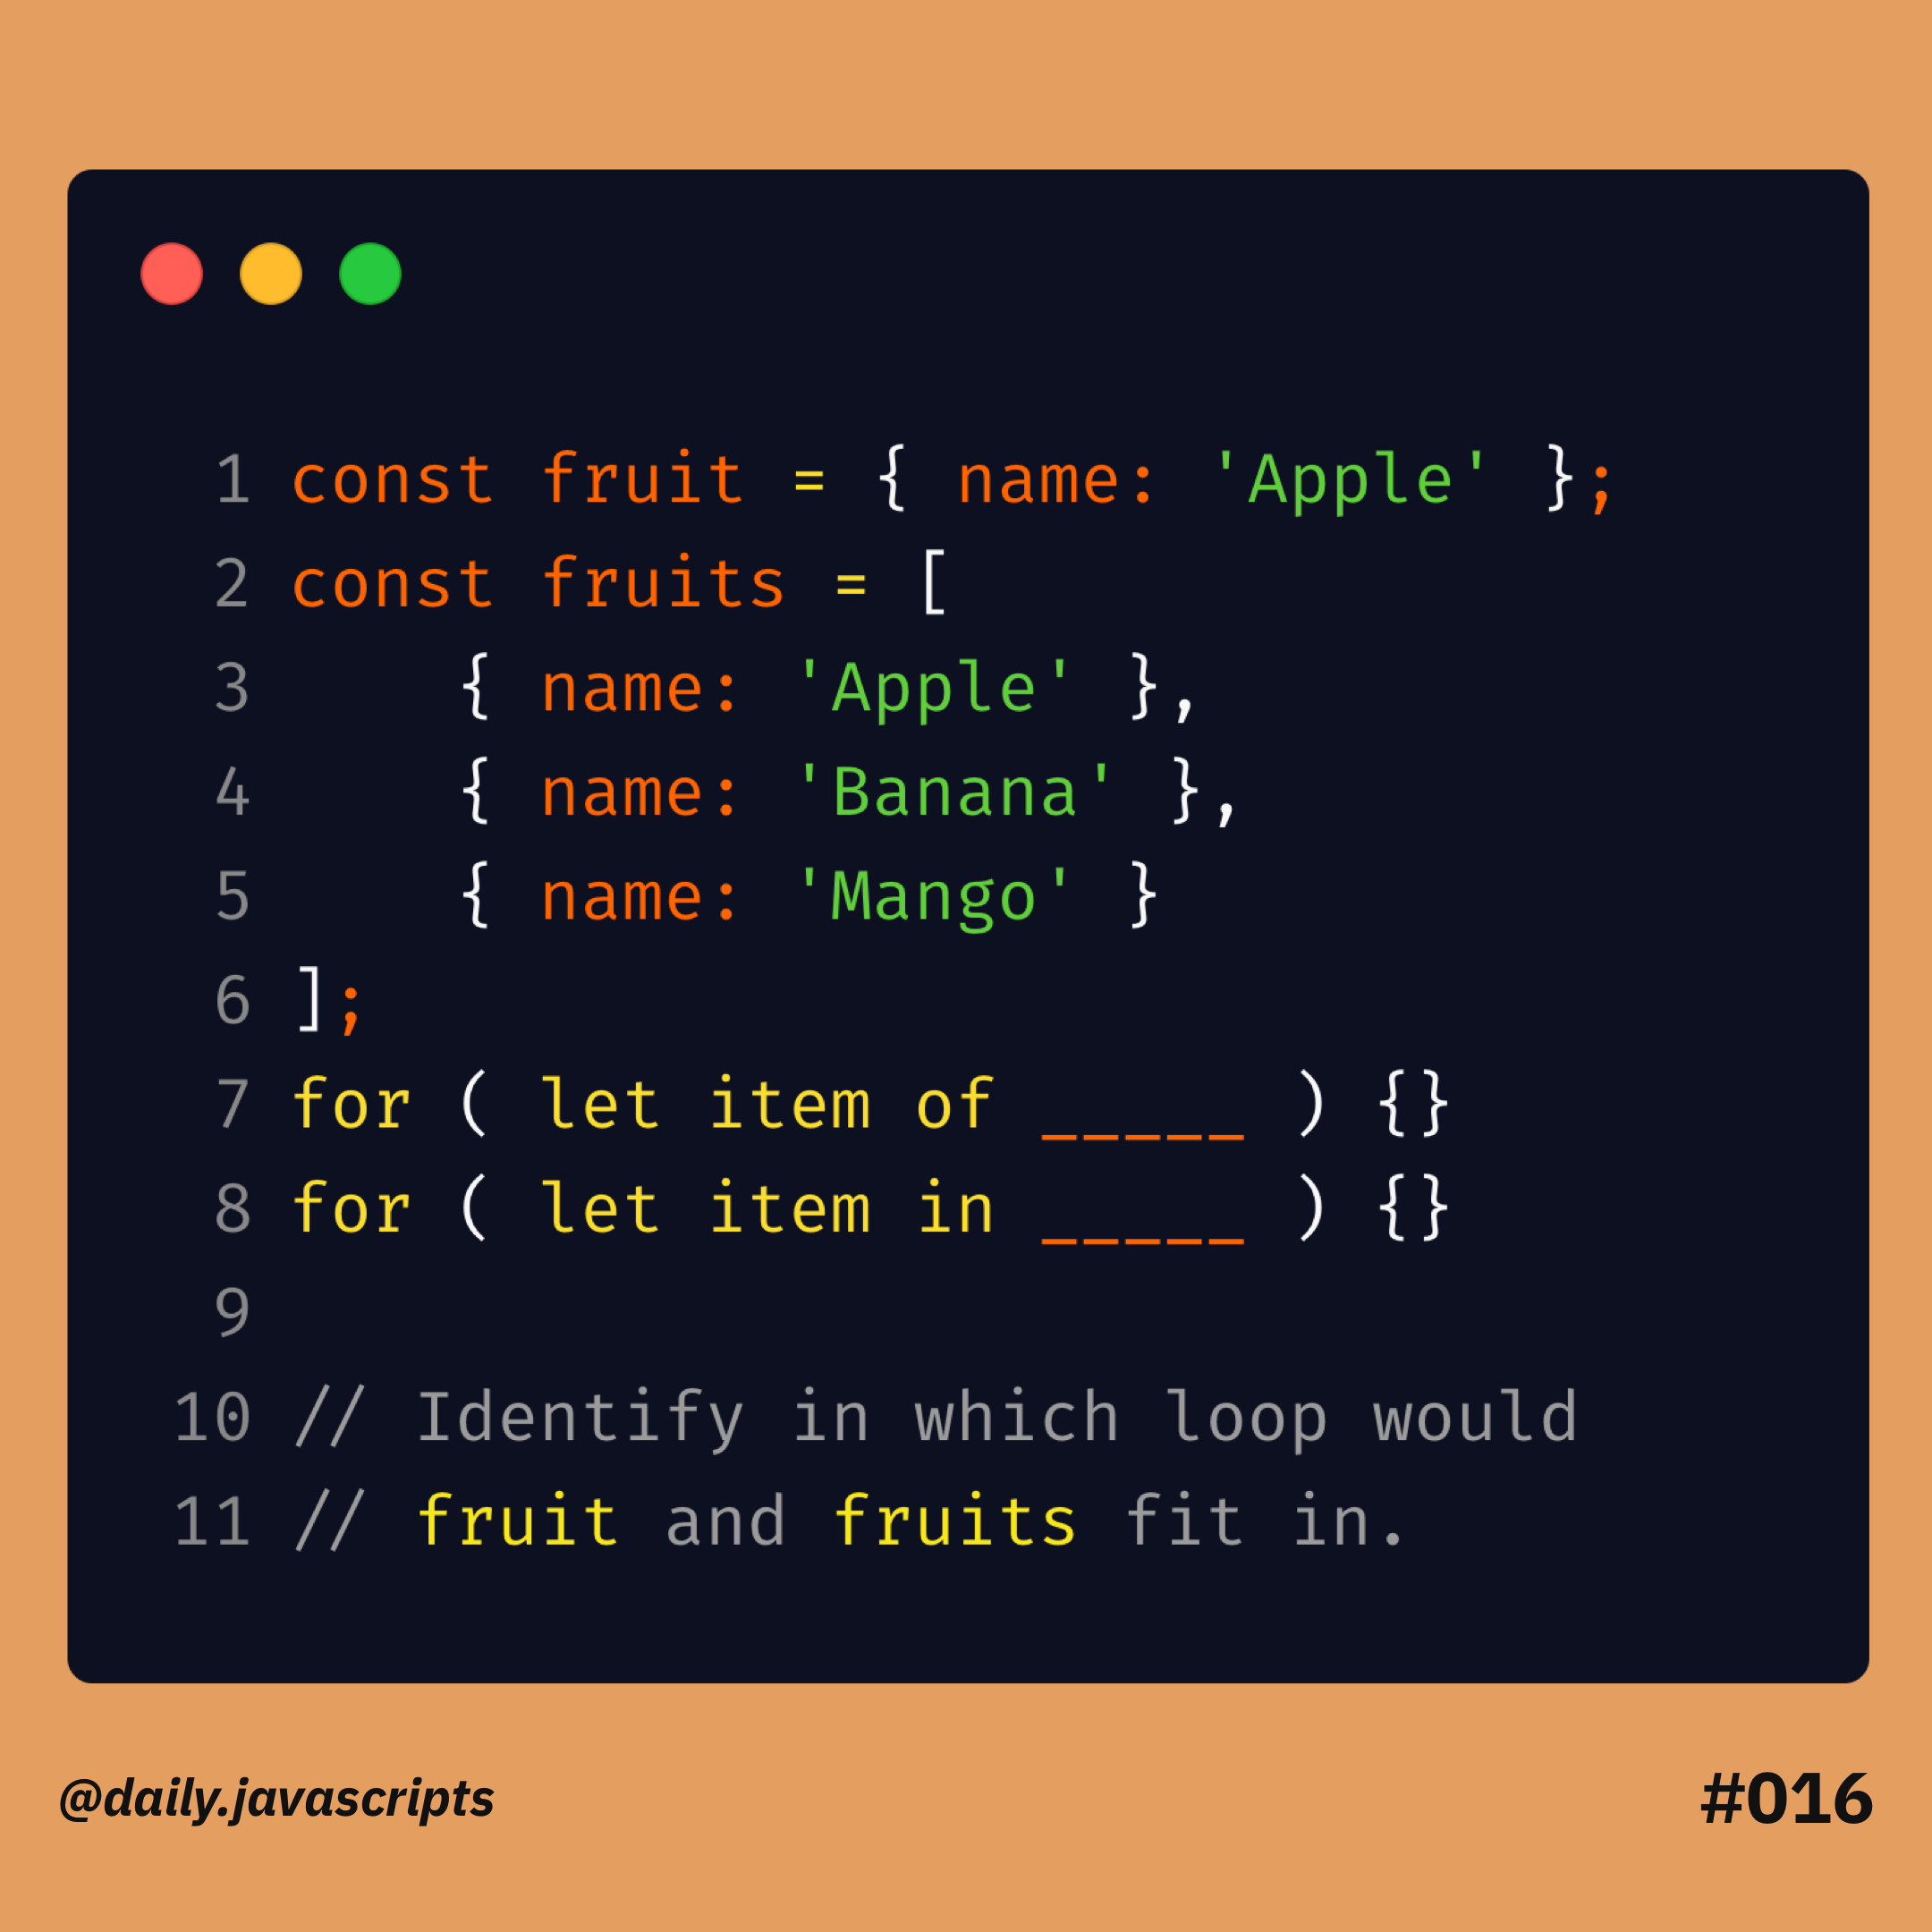 1 const fruit = { name: 'Apple' };
2 const fruits = [
3     { name: 'Apple' },
4     { name: 'Banana' },
5     { name: 'Mango' }
6 ];
7 for ( let item of _____ ) {}
8 for ( let item in _____ ) {}
9
10 // Identify in which loop would
11 // fruit and fruits fit in.
@daily.javascripts
#016